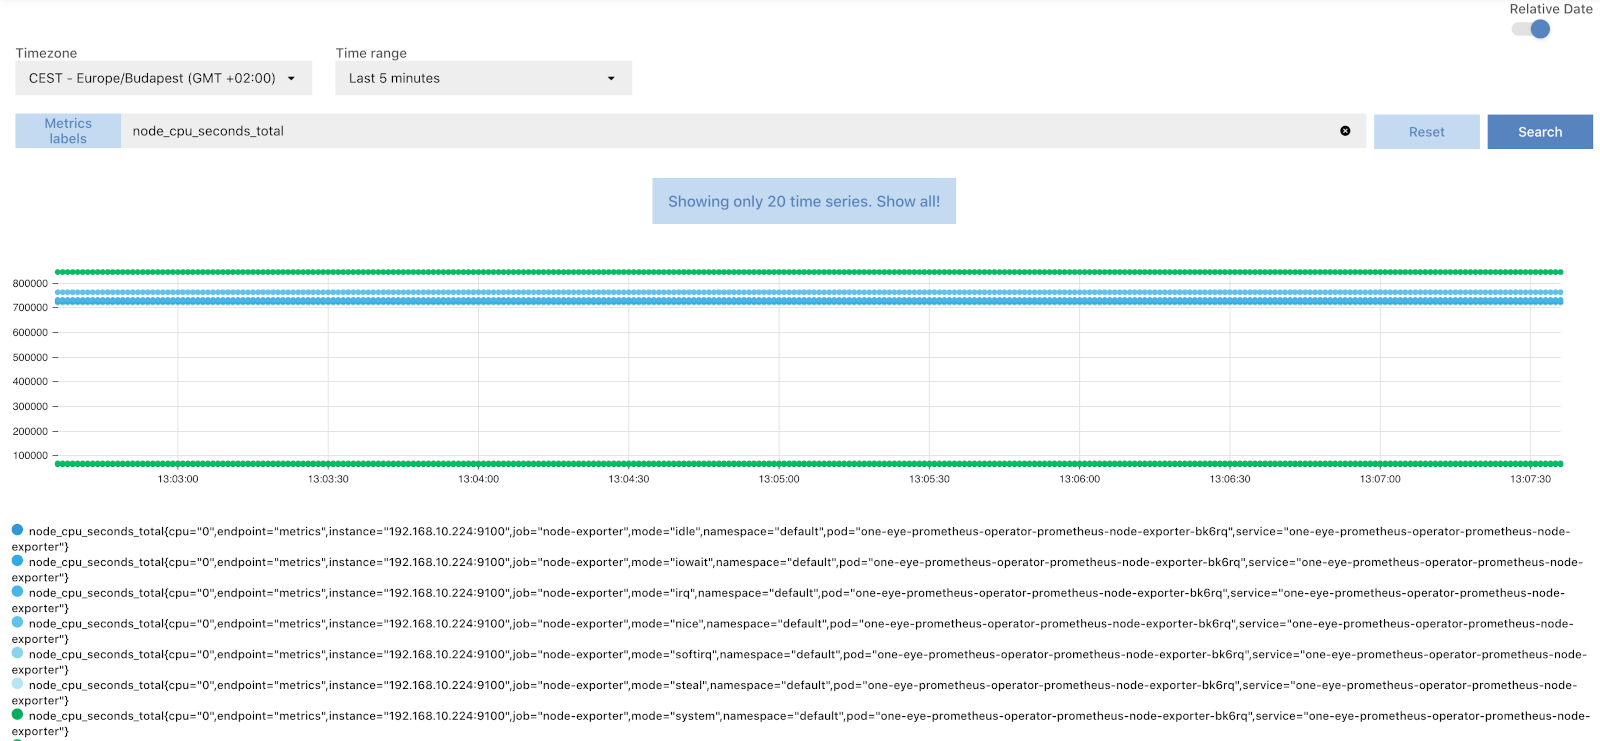 Relative Date
Timezone
Time range
CEST - Europe/Budapest (GMT +02:00)
Last 5 minutes
Metrics
labels
node_cpu_seconds_total
Reset
Search
Showing only 20 time series. Show all!
800000
700000
600000
500000
400000
300000
200000
100000
13:03:00
13:03:30
13:04:00
13:04:30
13:05:00
13:05:30
13:06:00
13:06:30
13:07:00
13:07:30
node_cpu_seconds_total{cpu="0",endpoint="metrics",instance="192.168.10.224:9100",job="node-exporter",mode="idle",namespace="default",pod="one-eye-prometheus-operator-prometheus-node-exporter-bk6rq",service="one-eye-prometheus-operator-prometheus-node-
exporter"}
node_cpu_seconds_total{cpu="0",endpoint="metrics",instance="192.168.10.224:9100",job="node-exporter",mode="iowait",namespace="default",pod="one-eye-prometheus-operator-prometheus-node-exporter-bk6rq",service="one-eye-prometheus-operator-prometheus-node-
exporter"}
node_cpu_seconds_total{cpu="0",endpoint="metrics",instance="192.168.10.224:9100",job="node-exporter",mode="irq",namespace="default",pod="one-eye-prometheus-operator-prometheus-node-exporter-bk6rq",service="one-eye-prometheus-operator-prometheus-node-
exporter"}
node_cpu_seconds_total{cpu="0",endpoint="metrics",instance="192.168.10.224:9100",job="node-exporter",mode="nice",namespace="default",pod="one-eye-prometheus-operator-prometheus-node-exporter-bk6rq",service="one-eye-prometheus-operator-prometheus-node-
exporter"}
node_cpu_seconds_total{cpu="0",endpoint="metrics",instance="192.168.10.224:9100",job="node-exporter",mode="softirq",namespace="default",pod="one-eye-prometheus-operator-prometheus-node-exporter-bk6rq",service="one-eye-prometheus-operator-prometheus-node-
exporter"}
node_cpu_seconds_total{cpu="0",endpoint="metrics",instance="192.168.10.224:9100",job="node-exporter",mode="steal",namespace="default",pod="one-eye-prometheus-operator-prometheus-node-exporter-bk6rq",service="one-eye-prometheus-operator-prometheus-node-
exporter"}
node_cpu_seconds_total{cpu="0",endpoint="metrics",instance="192.168.10.224:9100",job="node-exporter",mode="system",namespace="default",pod="one-eye-prometheus-operator-prometheus-node-exporter-bk6rq",service="one-eye-prometheus-operator-prometheus-node-
exporter"}